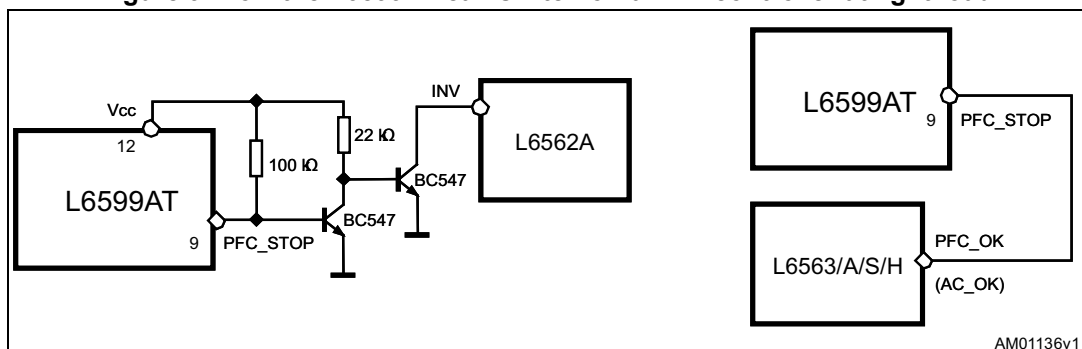 Vcc
12
L6599AT
9
PFC_STOP
100 kΩ
22 kΩ
BC547
BC547
INV
L6562A
L6599AT
9
PFC_STOP
L6563/A/S/H
PFC_OK
(AC_OK)
AM01136v1